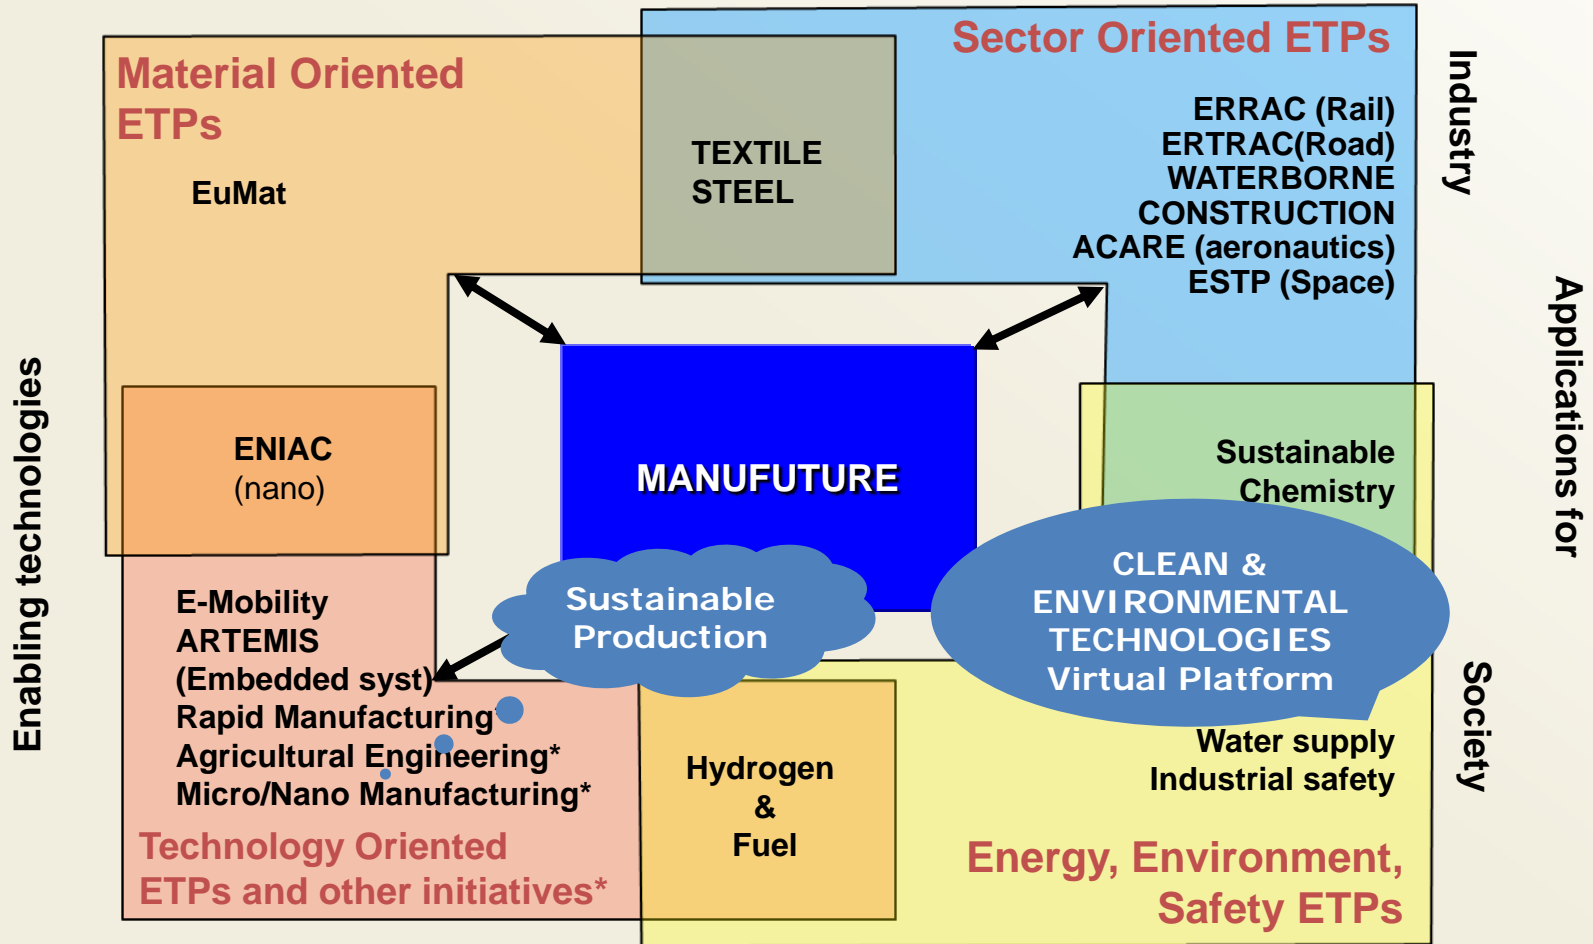 Sector Oriented ETPs
Material Oriented
ETPs
EuMat
TEXTILE
STEEL
ERRAC (Rail)
ERTRAC(Road)
WATERBORNE
CONSTRUCTION
ACARE (aeronautics)
ESTP (Space)
Industry
Applications for
Society
Enabling technologies
ENIAC
(nano)
MANUFUTURE
Sustainable
Chemistry
CLEAN &
ENVIRONMENTAL
TECHNOLOGIES
Virtual Platform
Sustainable
Production
E-Mobility
ARTEMIS
(Embedded syst)
Rapid Manufacturing*
Agricultural Engineering*
Micro/Nano Manufacturing*
Technology Oriented
ETPs and other initiatives*
Hydrogen
&
Fuel
Water supply
Industrial safety
Energy, Environment,
Safety ETPs